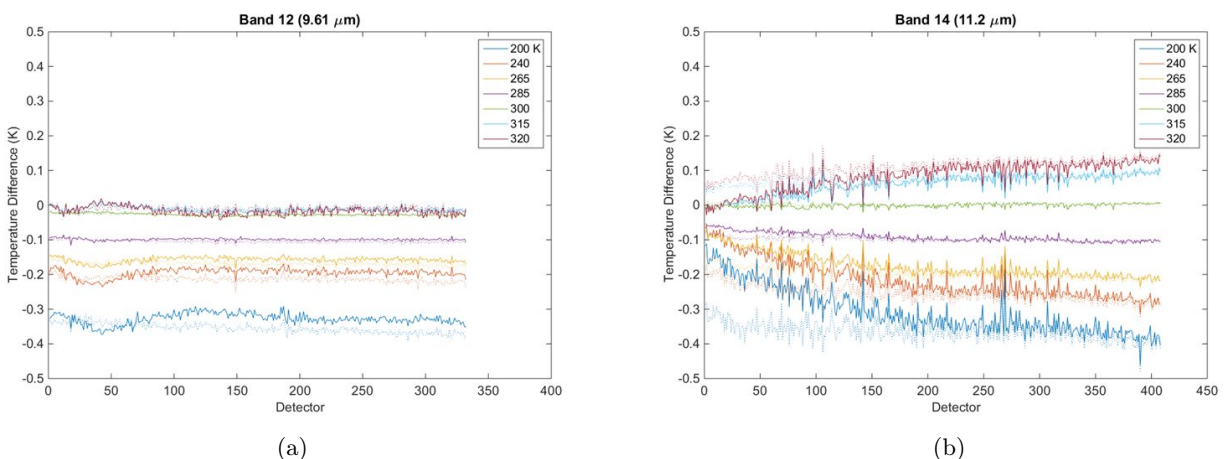 Band 12 (9.61 μm)
0.5
0.4
0.3
0.2
0.1
0
-0.1
-0.2
-0.3
-0.4
-0.5
Temperature Difference (K)
0 50 100 150 200 250 300 350 400
Detector
200 K
240
265
285
300
315
320
(a)
Band 14 (11.2 μm)
0.5
0.4
0.3
0.2
0.1
0
-0.1
-0.2
-0.3
-0.4
-0.5
Temperature Difference (K)
0 50 100 150 200 250 300 350 400 450
Detector
200 K
240
265
285
300
315
320
(b)